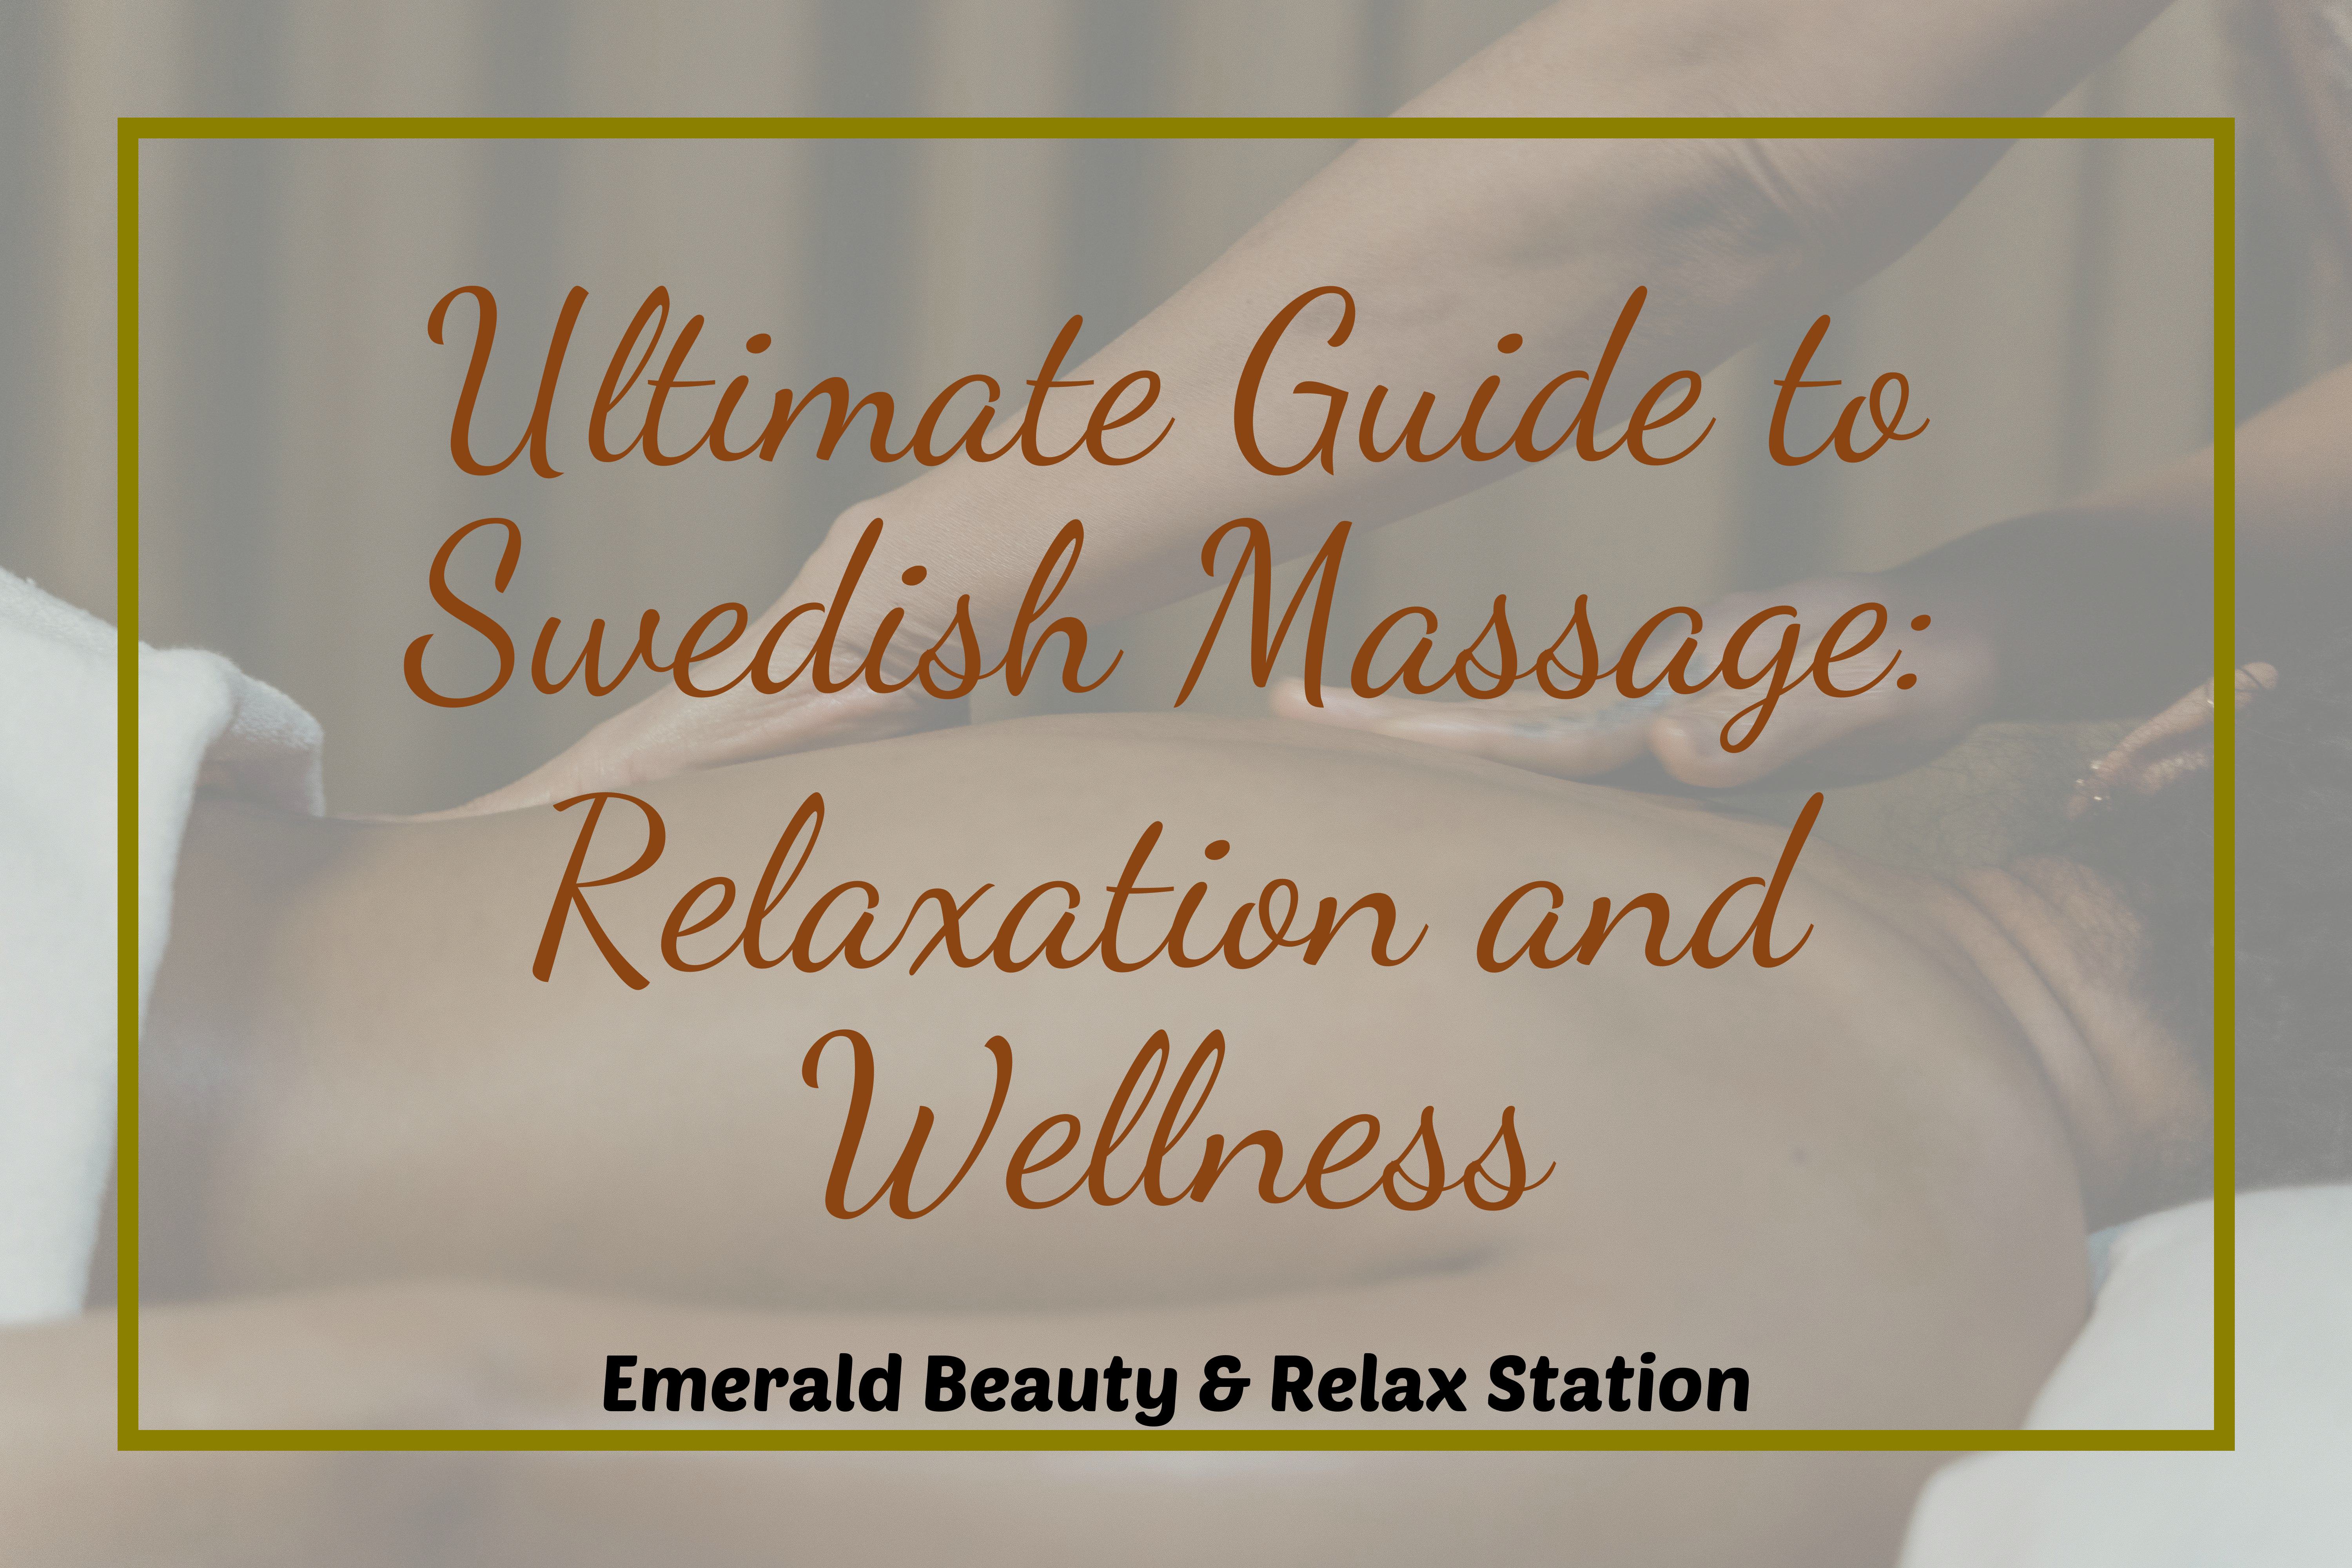 Ultimate Guide to
Swedish Massage:
Relaxation and
Wellness
Emerald Beauty & Relax Station